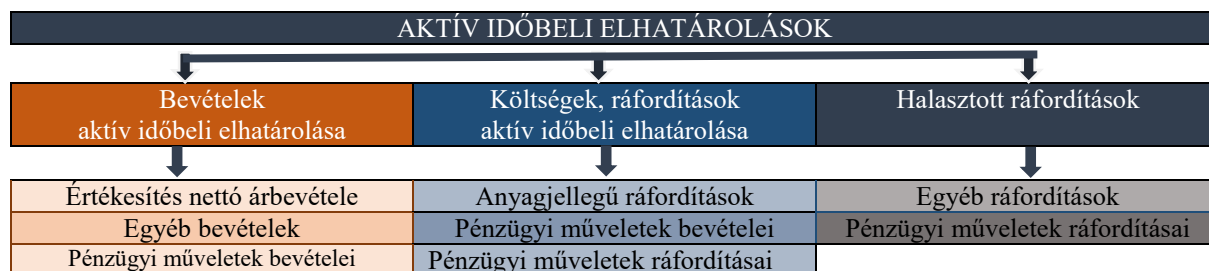 AKTÍV IDŐBELI ELHATÁROLÁSOK
Bevételek
aktív időbeli elhatárolása
Költségek, ráfordítások
aktív időbeli elhatárolása
Halasztott ráfordítások
Értékesítés nettó árbevétele
Anyagjellegű ráfordítások
Egyéb ráfordítások
Egyéb bevételek
Pénzügyi műveletek bevételei
Pénzügyi műveletek ráfordításai
Pénzügyi műveletek bevételei
Pénzügyi műveletek ráfordításai